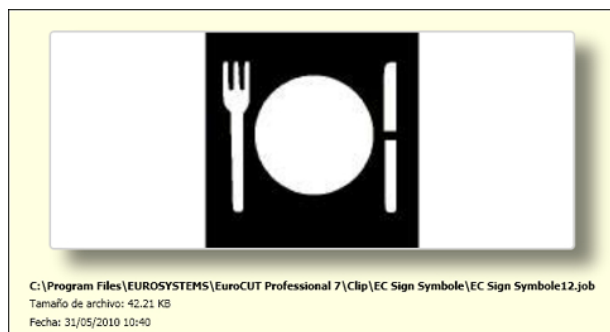 C:\Program Files\EUROSYSTEMS\EuroCUT Professional 7\Clip\EC Sign Symbole\EC Sign Symbole12.job
Tamaño de archivo: 42.21 KB
Fecha: 31/05/2010 10:40